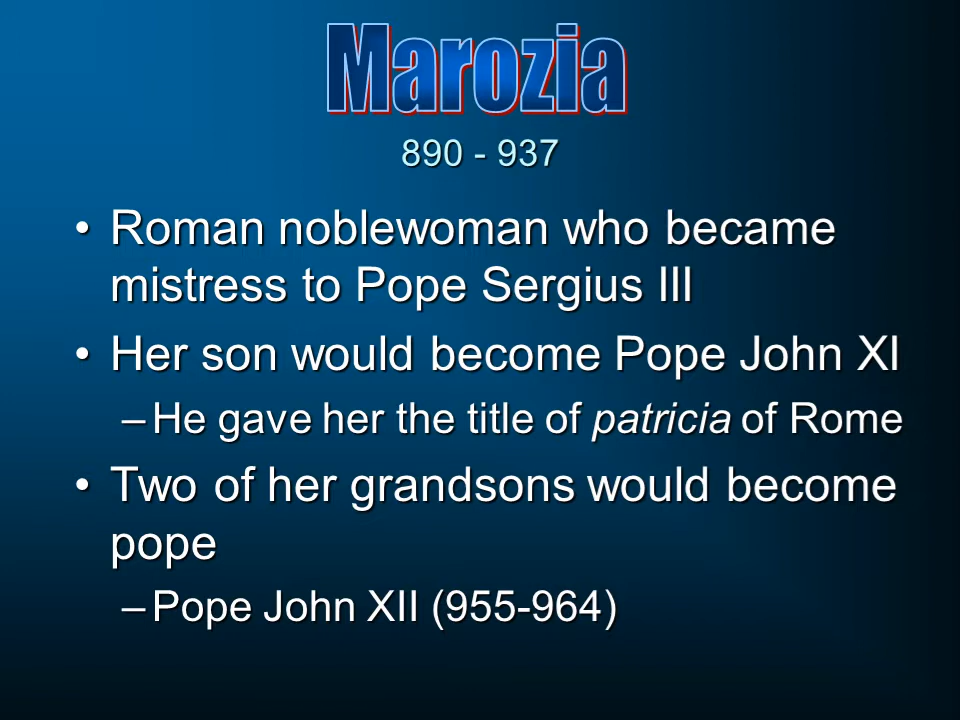 Marozia
890 - 937
• Roman noblewoman who became
mistress to Pope Sergius III
• Her son would become Pope John XI
– He gave her the title of patricia of Rome
• Two of her grandsons would become
pope
– Pope John XII (955-964)